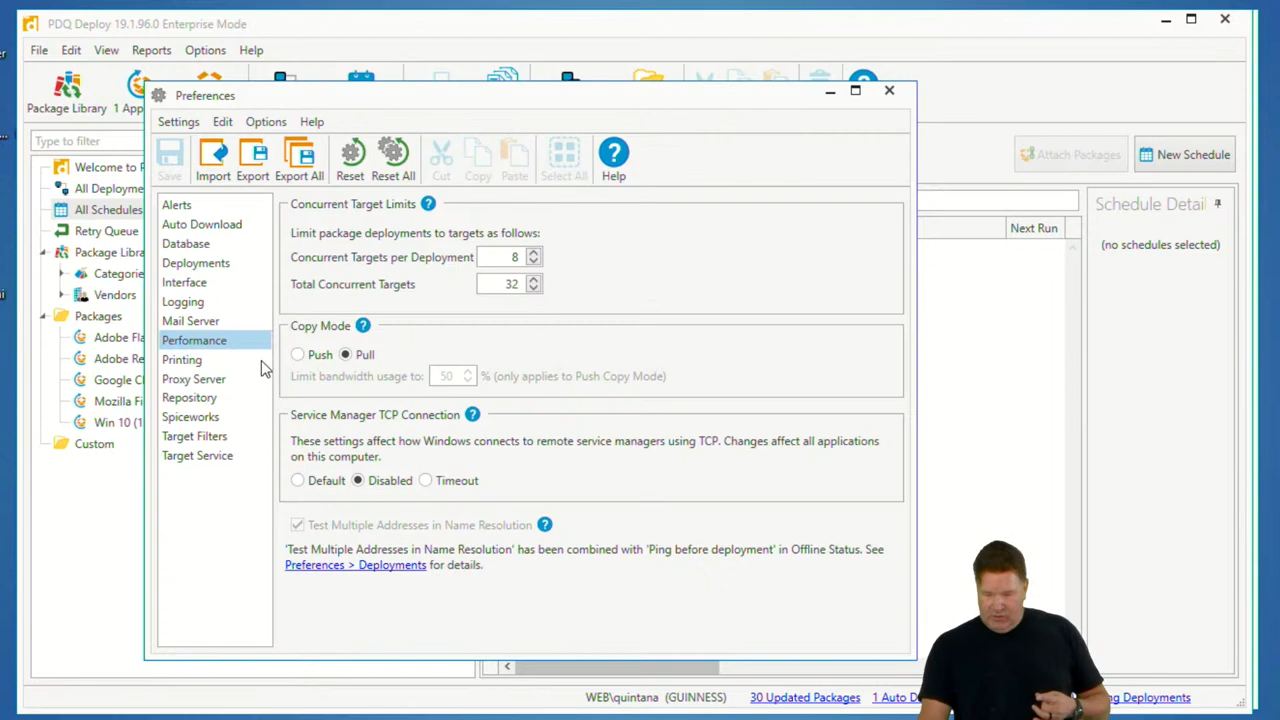 PDQ Deploy 19.1.96.0 Enterprise Mode
File Edit View Reports Options Help
Package Library
Type to filter
Attach Packages
New Schedule
Welcome to
All Deployme
All Schedules
Retry Queue
Package Libra
Categorie
Vendors
Packages
Adobe Fla
Adobe Re
Google Ch
Mozilla Fi
Win 10 (1
Custom
Preferences
Settings Edit Options Help
Save Import Export Export All Reset Reset All Cut Copy Paste Select All Help
Alerts
Auto Download
Database
Deployments
Interface
Logging
Mail Server
Performance
Printing
Proxy Server
Repository
Spiceworks
Target Filters
Target Service
Concurrent Target Limits ?
Limit package deployments to targets as follows:
Concurrent Targets per Deployment 8
Total Concurrent Targets 32
Copy Mode ?
Push Pull
Limit bandwidth usage to: 50 % (only applies to Push Copy Mode)
Service Manager TCP Connection ?
These settings affect how Windows connects to remote service managers using TCP. Changes affect all applications
on this computer.
Default Disabled Timeout
Test Multiple Addresses in Name Resolution ?
'Test Multiple Addresses in Name Resolution' has been combined with 'Ping before deployment' in Offline Status. See
Preferences > Deployments for details.
Next Run
Schedule Detai
(no schedules selected)
WEB\quintana (GUINNESS) 30 Updated Packages 1 Auto D ng Deployments